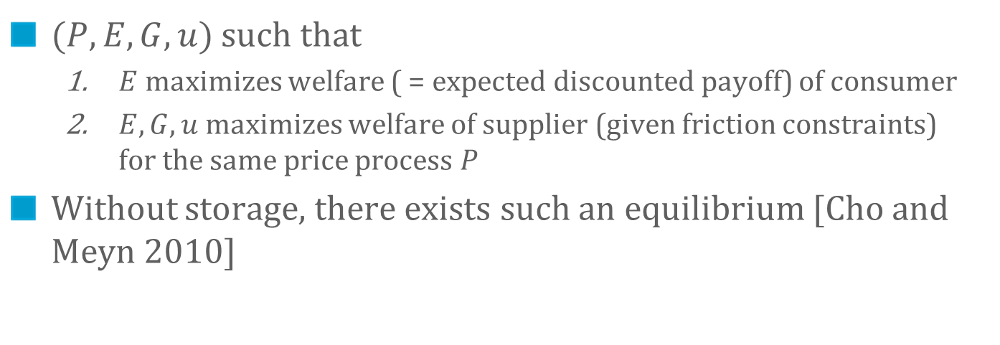 (P, E, G, u) such that
1. E maximizes welfare ( = expected discounted payoff) of consumer
2. E, G, u maximizes welfare of supplier (given friction constraints)
for the same price process P
Without storage, there exists such an equilibrium [Cho and
Meyn 2010]